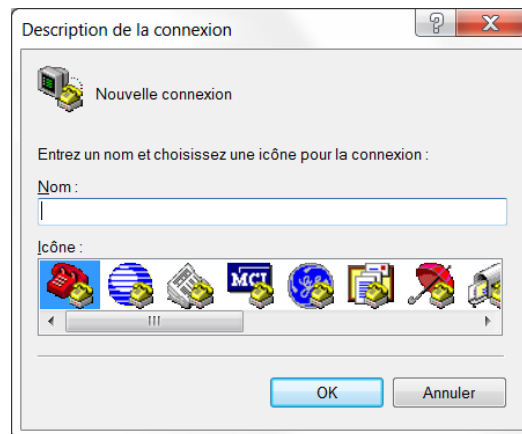 Description de la connexion
Nouvelle connexion
Entrez un nom et choisissez une icône pour la connexion :
Nom :
Icône :
MCI
OK
Annuler